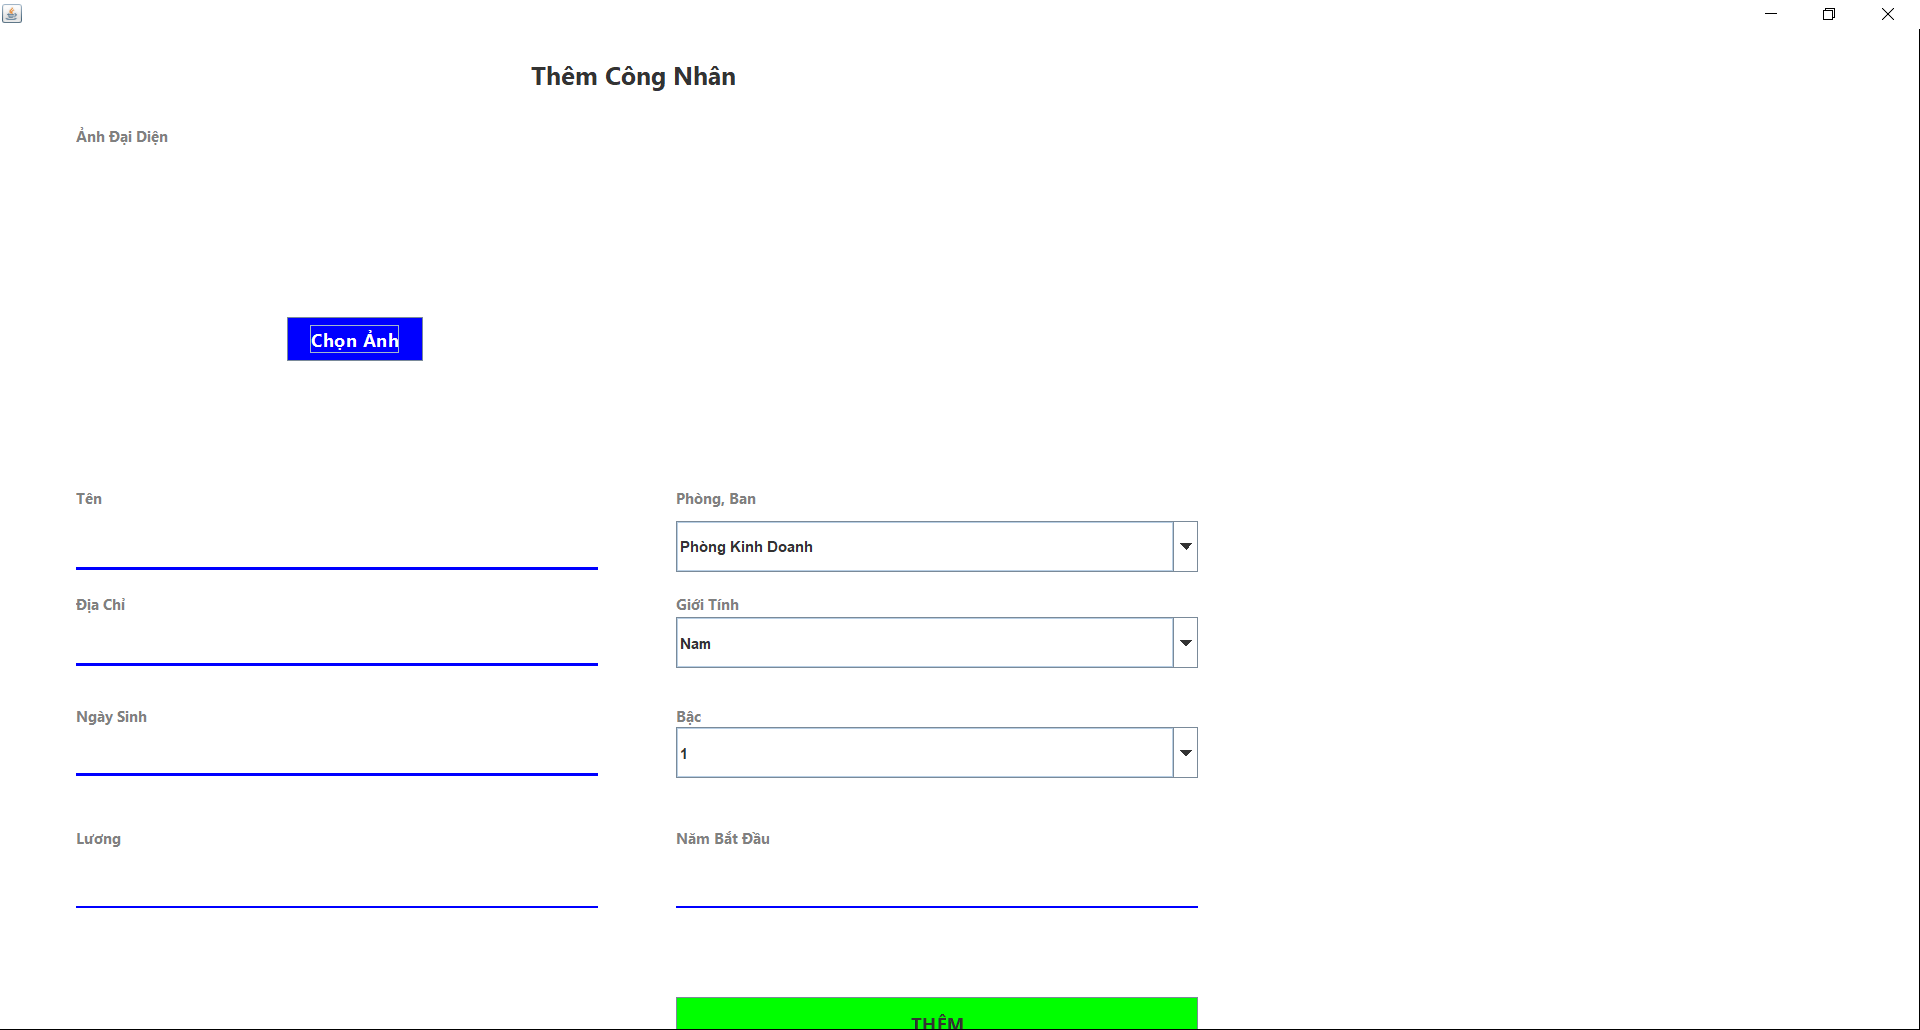 Thêm Công Nhân
Ảnh Đại Diện
Chọn Ảnh
Tên
Phòng, Ban
Phòng Kinh Doanh
Địa Chỉ
Giới Tính
Nam
Ngày Sinh
Bậc
1
Lương
Năm Bắt Đầu
THÊM